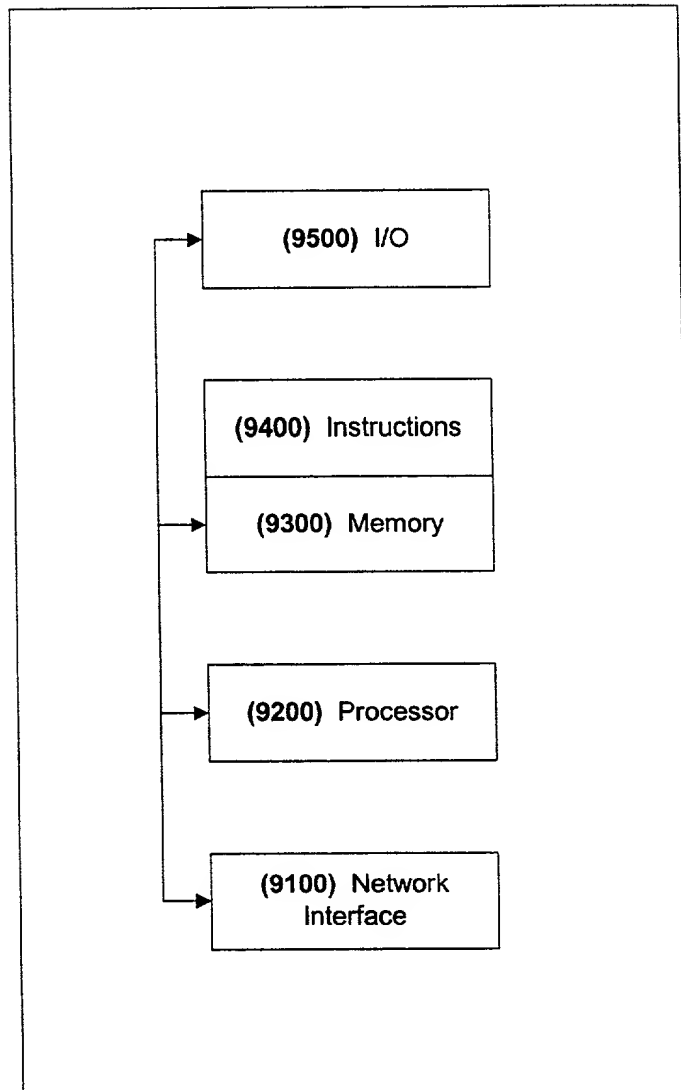 (9500) I/O
(9400) Instructions
(9300) Memory
(9200) Processor
(9100) Network
Interface